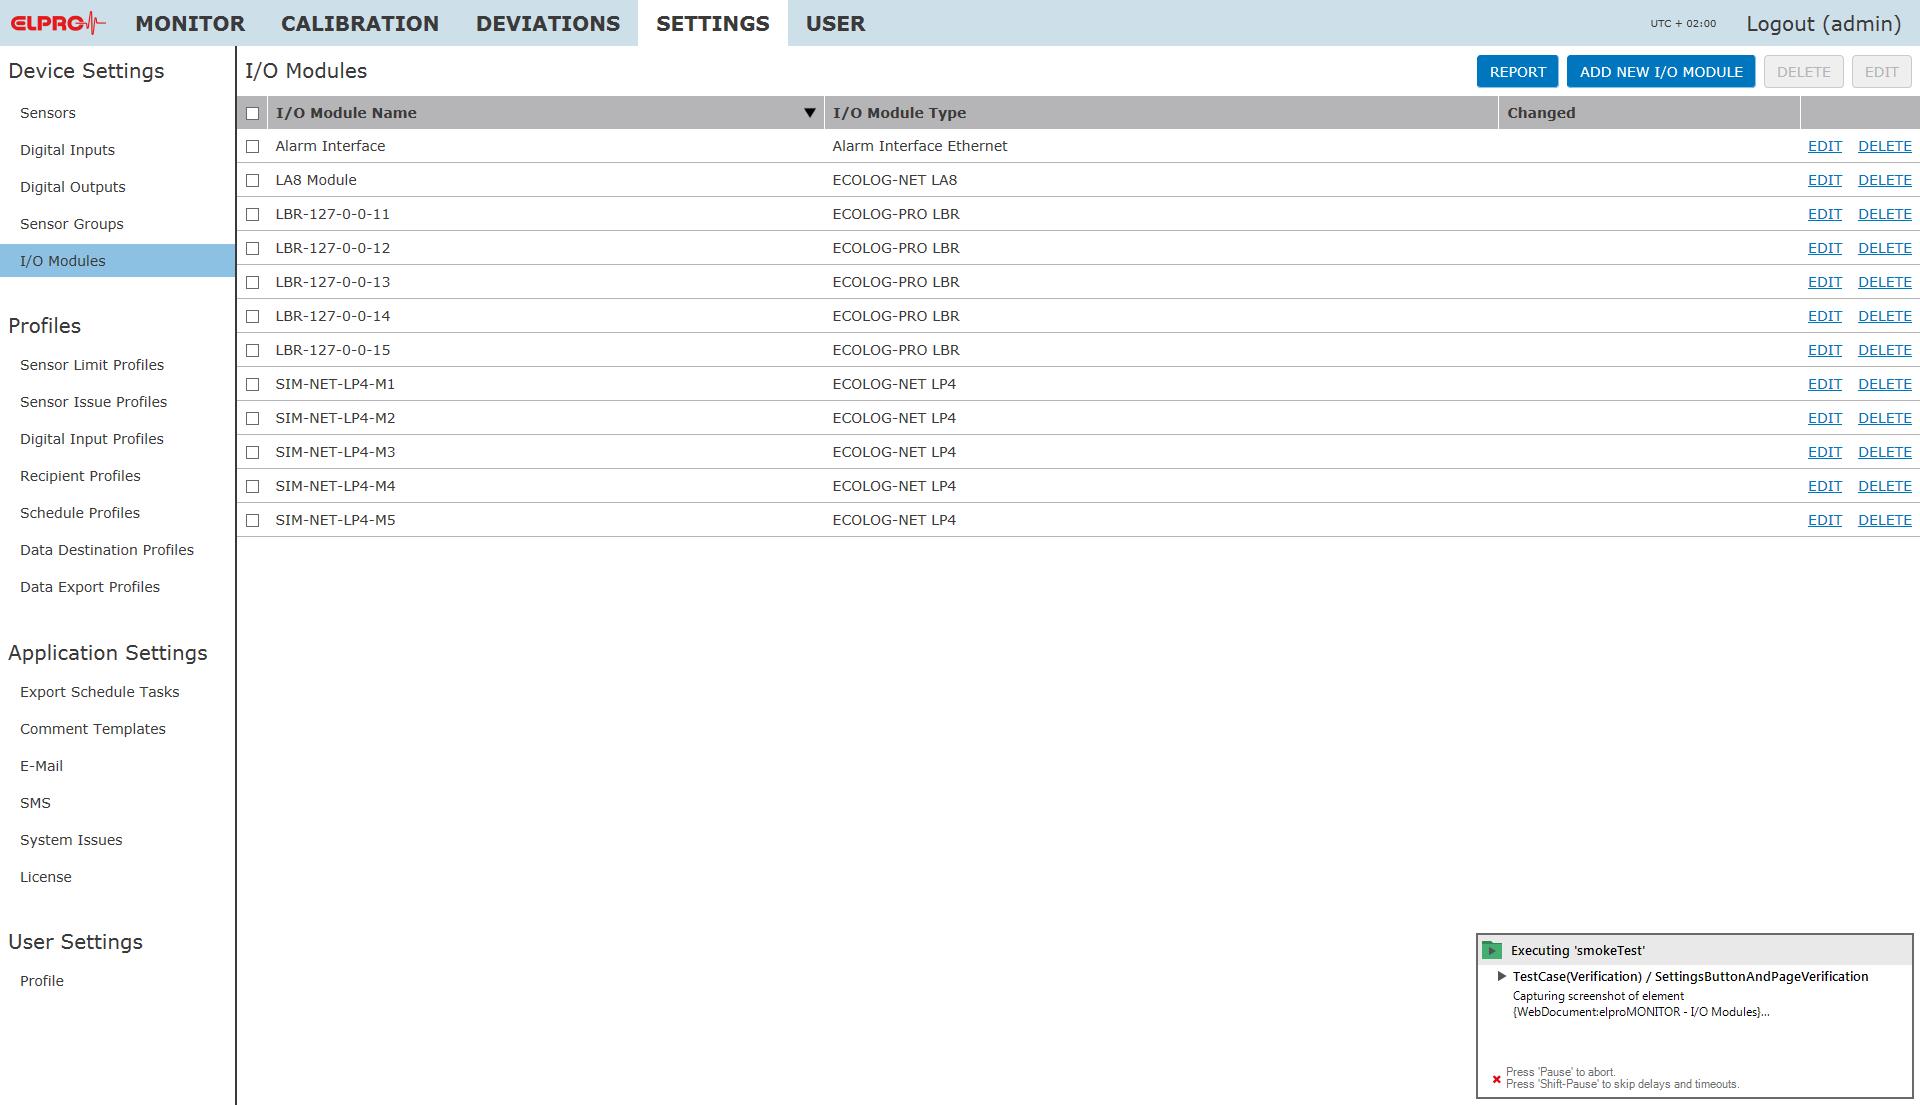 ELPRO MONITOR CALIBRATION DEVIATIONS SETTINGS USER UTC + 02:00 Logout (admin)
Device Settings
Sensors
Digital Inputs
Digital Outputs
Sensor Groups
I/O Modules
Profiles
Sensor Limit Profiles
Sensor Issue Profiles
Digital Input Profiles
Recipient Profiles
Schedule Profiles
Data Destination Profiles
Data Export Profiles
Application Settings
Export Schedule Tasks
Comment Templates
E-Mail
SMS
System Issues
License
User Settings
Profile
I/O Modules REPORT ADD NEW I/O MODULE DELETE EDIT
I/O Module Name I/O Module Type Changed
Alarm Interface Alarm Interface Ethernet EDIT DELETE
LA8 Module ECOLOG-NET LA8 EDIT DELETE
LBR-127-0-0-11 ECOLOG-PRO LBR EDIT DELETE
LBR-127-0-0-12 ECOLOG-PRO LBR EDIT DELETE
LBR-127-0-0-13 ECOLOG-PRO LBR EDIT DELETE
LBR-127-0-0-14 ECOLOG-PRO LBR EDIT DELETE
LBR-127-0-0-15 ECOLOG-PRO LBR EDIT DELETE
SIM-NET-LP4-M1 ECOLOG-NET LP4 EDIT DELETE
SIM-NET-LP4-M2 ECOLOG-NET LP4 EDIT DELETE
SIM-NET-LP4-M3 ECOLOG-NET LP4 EDIT DELETE
SIM-NET-LP4-M4 ECOLOG-NET LP4 EDIT DELETE
SIM-NET-LP4-M5 ECOLOG-NET LP4 EDIT DELETE
Executing 'smokeTest'
TestCase(Verification) / SettingsButtonAndPageVerification
Capturing screenshot of element
{WebDocument:elproMONITOR - I/O Modules}...
Press 'Pause' to abort.
Press 'Shift-Pause' to skip delays and timeouts.